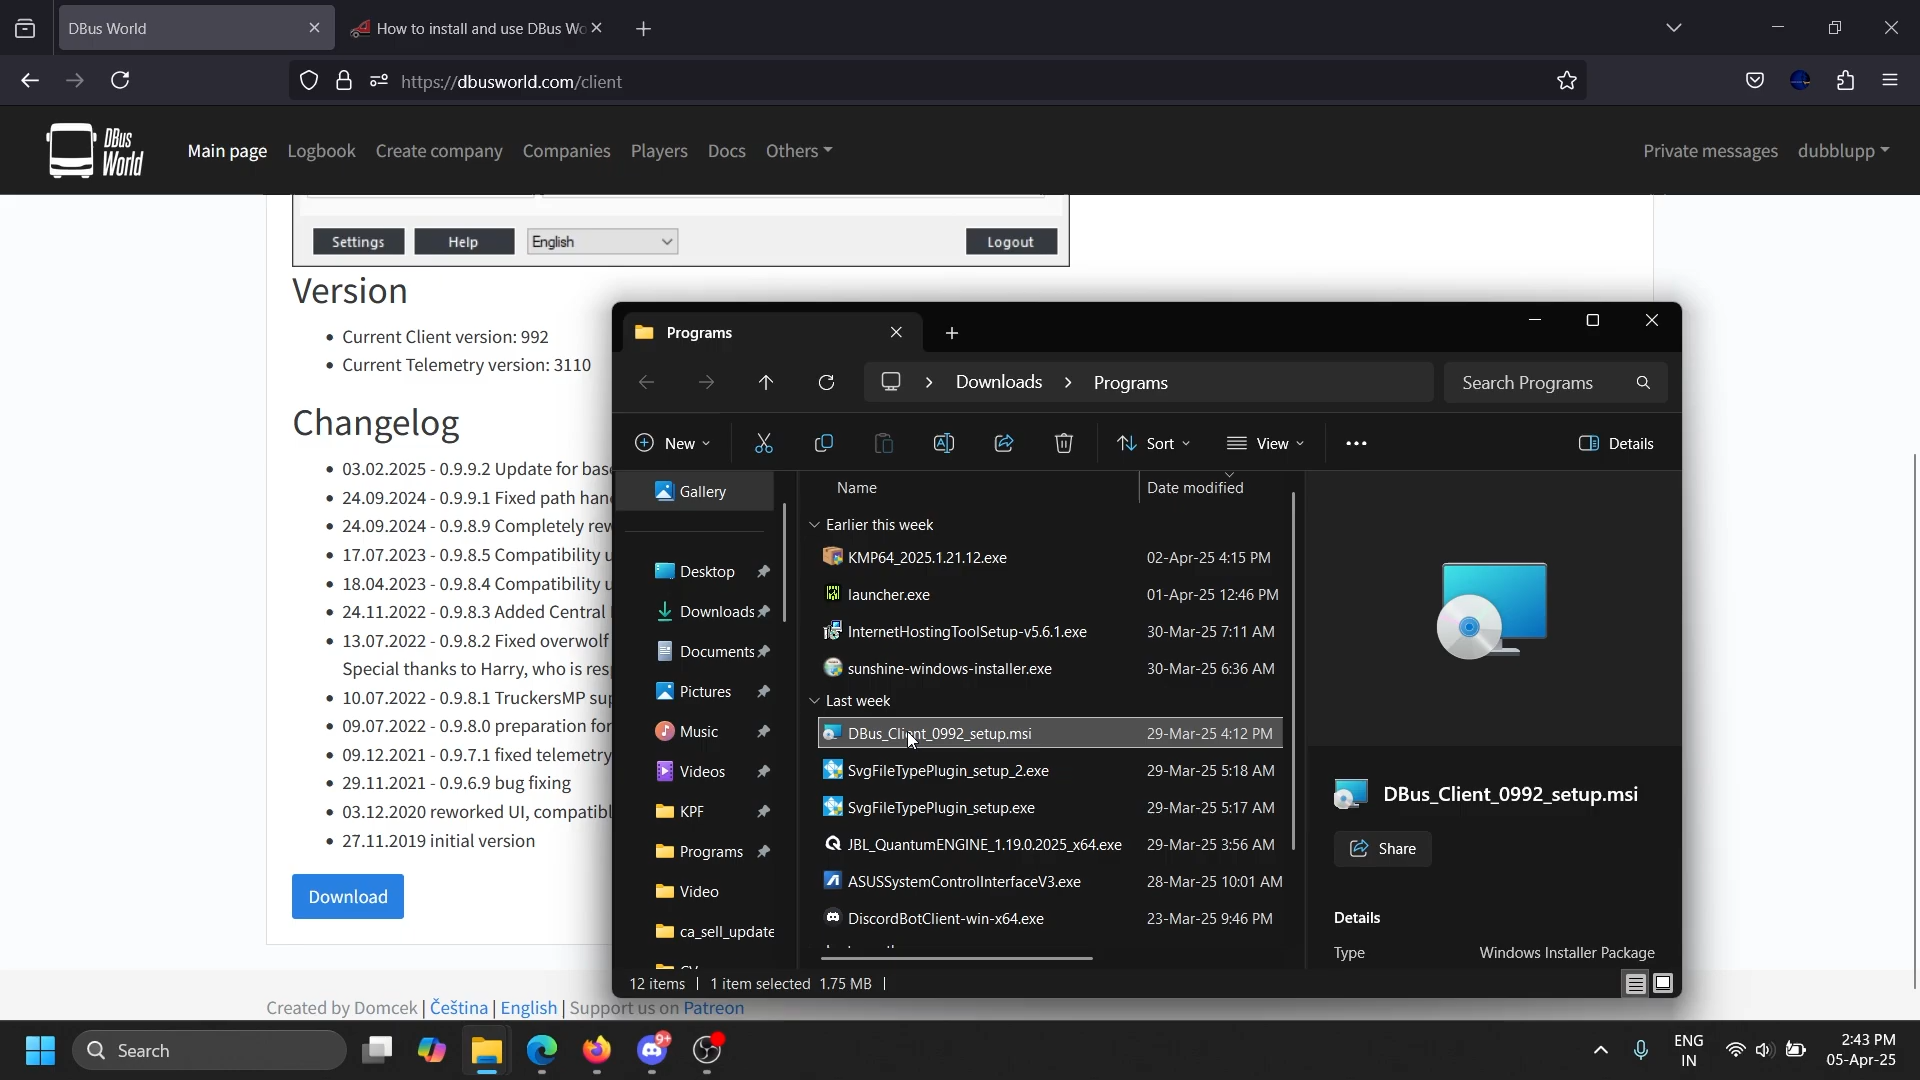 DBus World
How to install and use DBus Wo
https://dbusworld.com/client
DBus World
Main page
Logbook
Create company
Companies
Players
Docs
Others
Private messages
dubblupp
Settings
Help
English
Logout
Version
Current Client version: 992
Current Telemetry version: 3110
Changelog
03.02.2025 - 0.9.9.2 Update for base
24.09.2024 - 0.9.9.1 Fixed path han
24.09.2024 - 0.9.8.9 Completely rew
17.07.2023 - 0.9.8.5 Compatibility u
18.04.2023 - 0.9.8.4 Compatibility u
24.11.2022 - 0.9.8.3 Added Central
13.07.2022 - 0.9.8.2 Fixed overwolf
Special thanks to Harry, who is res
10.07.2022 - 0.9.8.1 TruckersMP sup
09.07.2022 - 0.9.8.0 preparation for
09.12.2021 - 0.9.7.1 fixed telemetry
29.11.2021 - 0.9.6.9 bug fixing
03.12.2020 reworked UI, compatibl
27.11.2019 initial version
Download
Created by Domcek | Čeština | English | Support us on Patreon
Programs
Downloads
Programs
Search Programs
New
Sort
View
Details
Gallery
Desktop
Downloads
Documents
Pictures
Music
Videos
KPF
Programs
Video
ca_sell_update
Name
Date modified
Earlier this week
KMP64_2025.1.21.12.exe 02-Apr-25 4:15 PM
launcher.exe 01-Apr-25 12:46 PM
InternetHostingToolSetup-v5.6.1.exe 30-Mar-25 7:11 AM
sunshine-windows-installer.exe 30-Mar-25 6:36 AM
Last week
DBus_Client_0992_setup.msi 29-Mar-25 4:12 PM
SvgFileTypePlugin_setup_2.exe 29-Mar-25 5:18 AM
SvgFileTypePlugin_setup.exe 29-Mar-25 5:17 AM
JBL_QuantumENGINE_1.19.0.2025_x64.exe 29-Mar-25 3:56 AM
ASUSSystemControlInterfaceV3.exe 28-Mar-25 10:01 AM
DiscordBotClient-win-x64.exe 23-Mar-25 9:46 PM
DBus_Client_0992_setup.msi
Share
Details
Type Windows Installer Package
12 items | 1 item selected 1.75 MB |
Search
9+
ENG
IN
2:43 PM
05-Apr-25